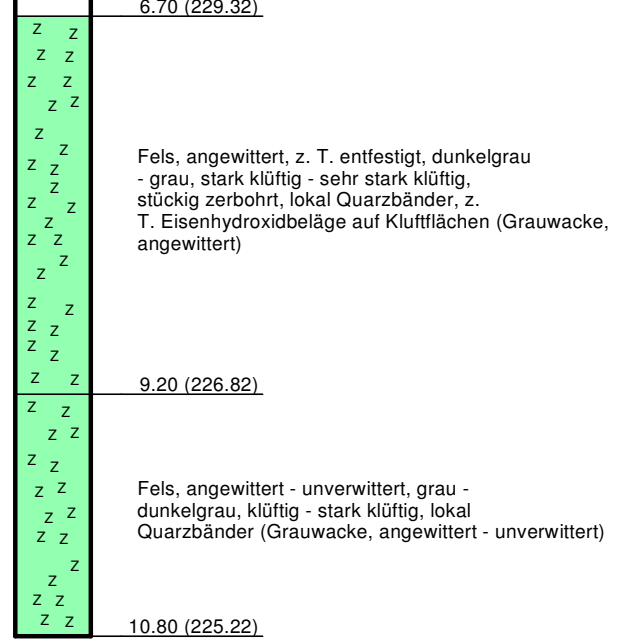 6.70 (229.32)
Fels, angewittert, z. T. entfestigt, dunkelgrau
- grau, stark klüftig - sehr stark klüftig,
stückig zerbohrt, lokal Quarzbänder, z.
T. Eisenhydroxidbeläge auf Kluftflächen (Grauwacke,
angewittert)
9.20 (226.82)
Fels, angewittert - unverwittert, grau -
dunkelgrau, klüftig - stark klüftig, lokal
Quarzbänder (Grauwacke, angewittert - unverwittert)
10.80 (225.22)